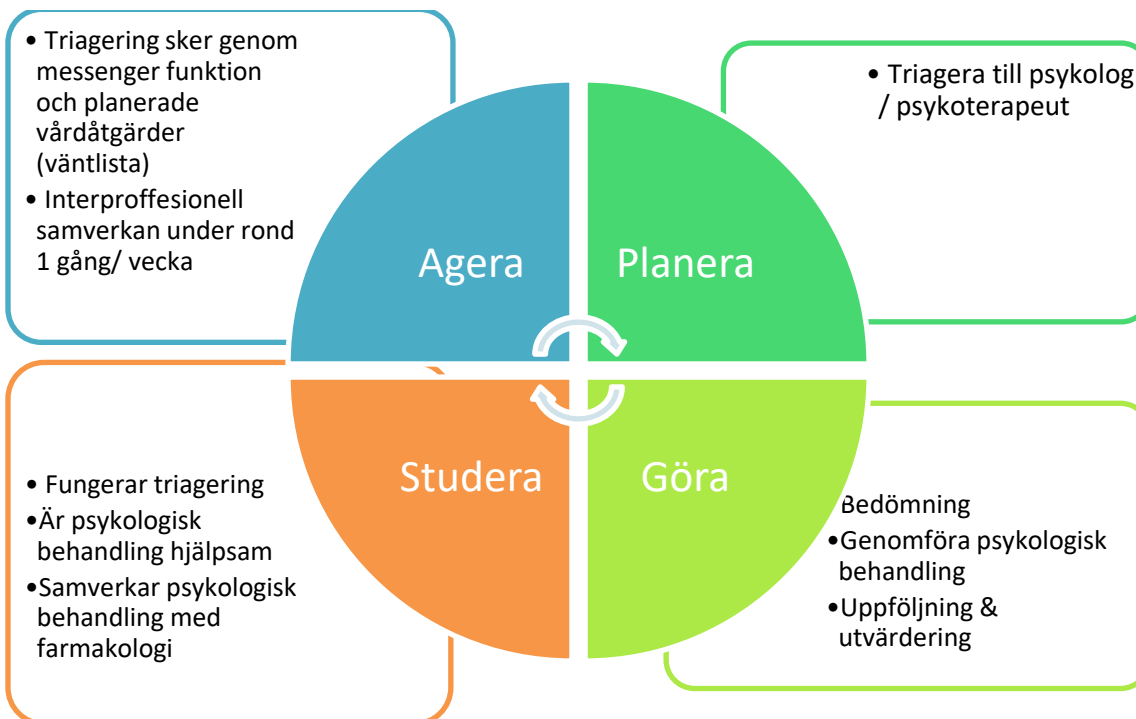 • Triagering sker genom
messenger funktion
och planerade
vårdåtgärder
(väntlista)
• Interproffesionell
samverkan under rond
1 gång/ vecka
• Triagera till psykolog
/ psykoterapeut
Agera
Planera
Studera
Göra
• Fungerar triagering
•Är psykologisk
behandling hjälpsam
•Samverkar psykologisk
behandling med
farmakologi
Bedömning
•Genomföra psykologisk
behandling
•Uppföljning &
utvärdering